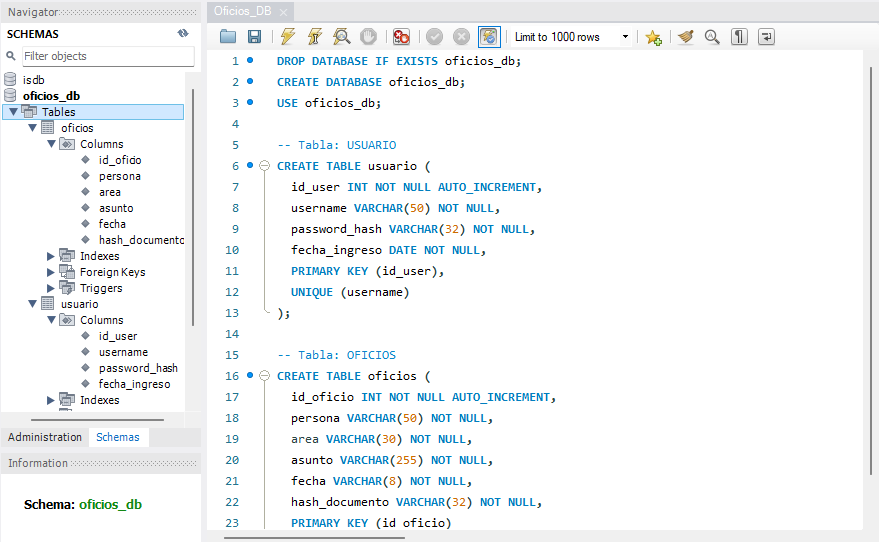 Navigator
SCHEMAS
Filter objects
isdb
oficios_db
Tables
oficios
Columns
id_oficio
persona
area
asunto
fecha
hash_documento
Indexes
Foreign Keys
Triggers
usuario
Columns
id_user
username
password_hash
fecha_ingreso
Indexes
Administration Schemas
Information
Schema: oficios_db
Oficios_DB
Limit to 1000 rows
1 DROP DATABASE IF EXISTS oficios_db;
2 CREATE DATABASE oficios_db;
3 USE oficios_db;
4
5 -- Tabla: USUARIO
6 CREATE TABLE usuario (
7 id_user INT NOT NULL AUTO_INCREMENT,
8 username VARCHAR(50) NOT NULL,
9 password_hash VARCHAR(32) NOT NULL,
10 fecha_ingreso DATE NOT NULL,
11 PRIMARY KEY (id_user),
12 UNIQUE (username)
13 );
14
15 -- Tabla: OFICIOS
16 CREATE TABLE oficios (
17 id_oficio INT NOT NULL AUTO_INCREMENT,
18 persona VARCHAR(50) NOT NULL,
19 area VARCHAR(30) NOT NULL,
20 asunto VARCHAR(255) NOT NULL,
21 fecha VARCHAR(8) NOT NULL,
22 hash_documento VARCHAR(32) NOT NULL,
23 PRIMARY KEY (id_oficio)